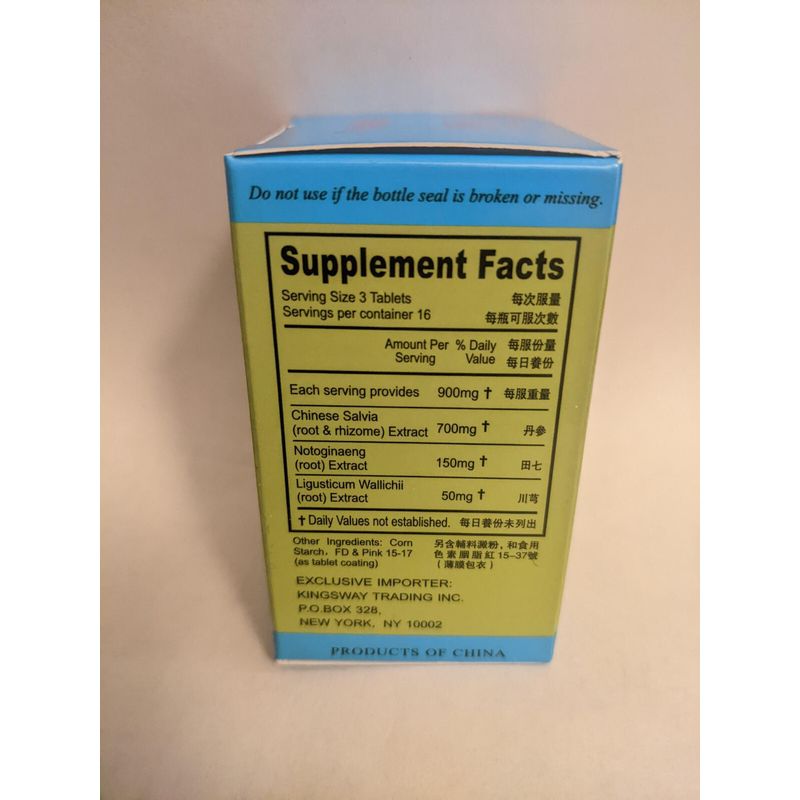 Do not use if the bottle seal is broken or missing.
Supplement Facts
Serving Size 3 Tablets 每次服量
Servings per container 16 每瓶可服次數
Amount Per Serving % Daily Value 每服份量 每日養份
Each serving provides 900mg † 每服重量
Chinese Salvia
(root & rhizome) Extract 700mg † 丹參
Notoginaeng
(root) Extract 150mg † 田七
Ligusticum Wallichii
(root) Extract 50mg † 川芎
† Daily Values not established. 每日養份未列出
Other Ingredients: Corn
Starch, FD & Pink 15-17
(as tablet coating)
另含輔料澱粉，和食用
色素胭脂紅15–37號
（薄膜包衣）
EXCLUSIVE IMPORTER:
KINGSWAY TRADING INC.
P.O.BOX 328,
NEW YORK, NY 10002
PRODUCTS OF CHINA